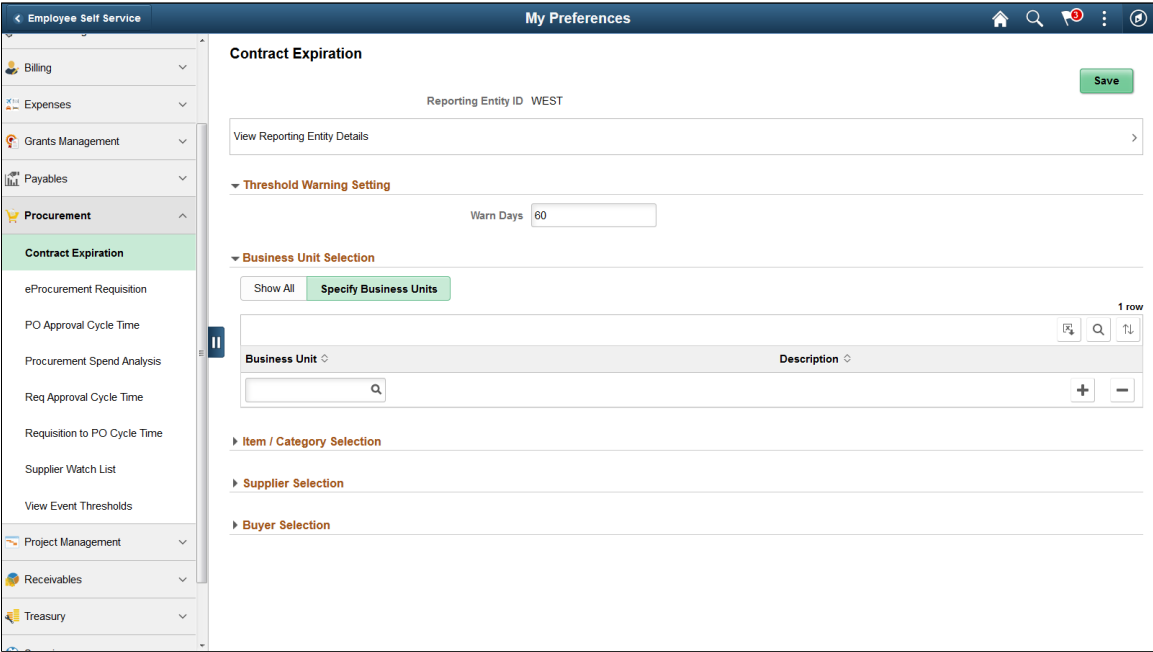 Employee Self Service
My Preferences
3
Billing
Expenses
Grants Management
Payables
Procurement
Contract Expiration
eProcurement Requisition
PO Approval Cycle Time
Procurement Spend Analysis
Req Approval Cycle Time
Requisition to PO Cycle Time
Supplier Watch List
View Event Thresholds
Project Management
Receivables
Treasury
Contract Expiration
Save
Reporting Entity ID WEST
View Reporting Entity Details
Threshold Warning Setting
Warn Days 60
Business Unit Selection
Show All Specify Business Units
1 row
Business Unit Description
Item / Category Selection
Supplier Selection
Buyer Selection